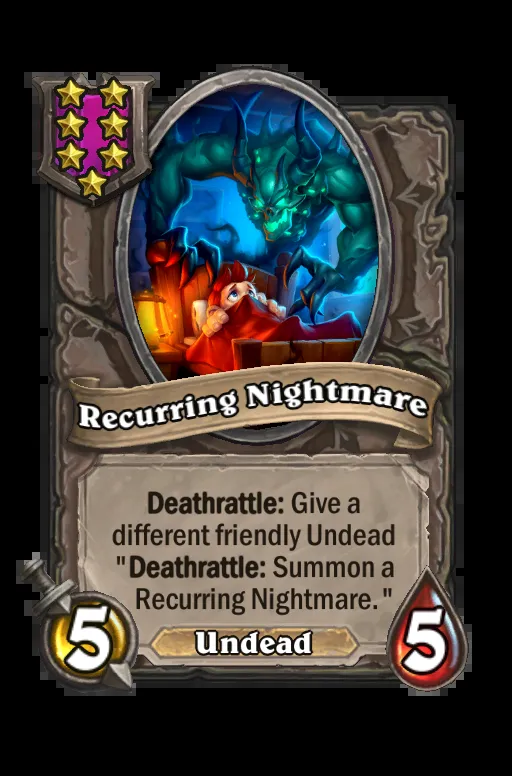 Recurring Nightmare
Deathrattle: Give a
different friendly Undead
"Deathrattle: Summon a
Recurring Nightmare."
5
Undead
5